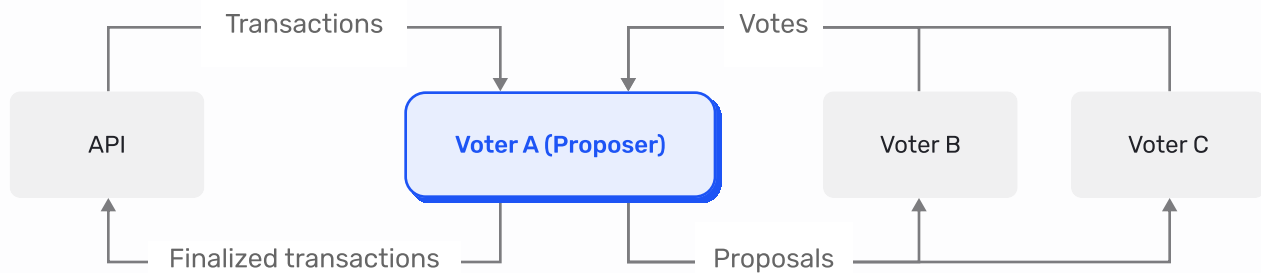 Transactions
Votes
API
Voter A (Proposer)
Voter B
Voter C
Finalized transactions
Proposals